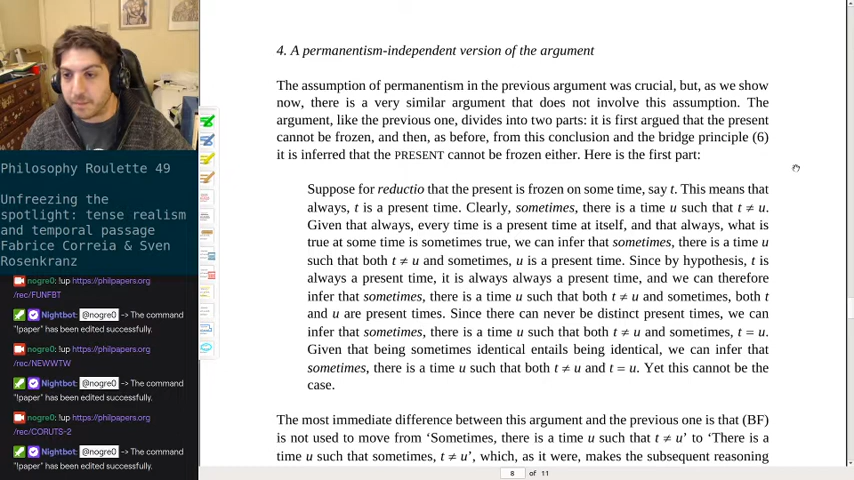 4. A permanentism-independent version of the argument
The assumption of permanentism in the previous argument was crucial, but, as we show
now, there is a very similar argument that does not involve this assumption. The
argument, like the previous one, divides into two parts: it is first argued that the present
cannot be frozen, and then, as before, from this conclusion and the bridge principle (6)
it is inferred that the PRESENT cannot be frozen either. Here is the first part:
Suppose for reductio that the present is frozen on some time, say t. This means that
always, t is a present time. Clearly, sometimes, there is a time u such that t ≠ u.
Given that always, every time is a present time at itself, and that always, what is
true at some time is sometimes true, we can infer that sometimes, there is a time u
such that both t ≠ u and sometimes, u is a present time. Since by hypothesis, t is
always a present time, it is always always a present time, and we can therefore
infer that sometimes, there is a time u such that both t ≠ u and sometimes, both t
and u are present times. Since there can never be distinct present times, we can
infer that sometimes, there is a time u such that both t ≠ u and sometimes, t = u.
Given that being sometimes identical entails being identical, we can infer that
sometimes, there is a time u such that both t ≠ u and t = u. Yet this cannot be the
case.
The most immediate difference between this argument and the previous one is that (BF)
is not used to move from ‘Sometimes, there is a time u such that t ≠ u’ to ‘There is a
time u such that sometimes, t ≠ u’, which, as it were, makes the subsequent reasoning
8 of 11
Philosophy Roulette 49
Unfreezing the
spotlight: tense realism
and temporal passage
Fabrice Correia & Sven
Rosenkranz
nogre0: !up https://philpapers.org
/rec/FUNFBT
Nightbot: @nogre0 -> The command
"!paper" has been edited successfully.
nogre0: !up https://philpapers.org
/rec/NEWWTW
Nightbot: @nogre0 -> The command
"!paper" has been edited successfully.
nogre0: !up https://philpapers.org
/rec/CORUTS-2
Nightbot: @nogre0 -> The command
"!paper" has been edited successfully.